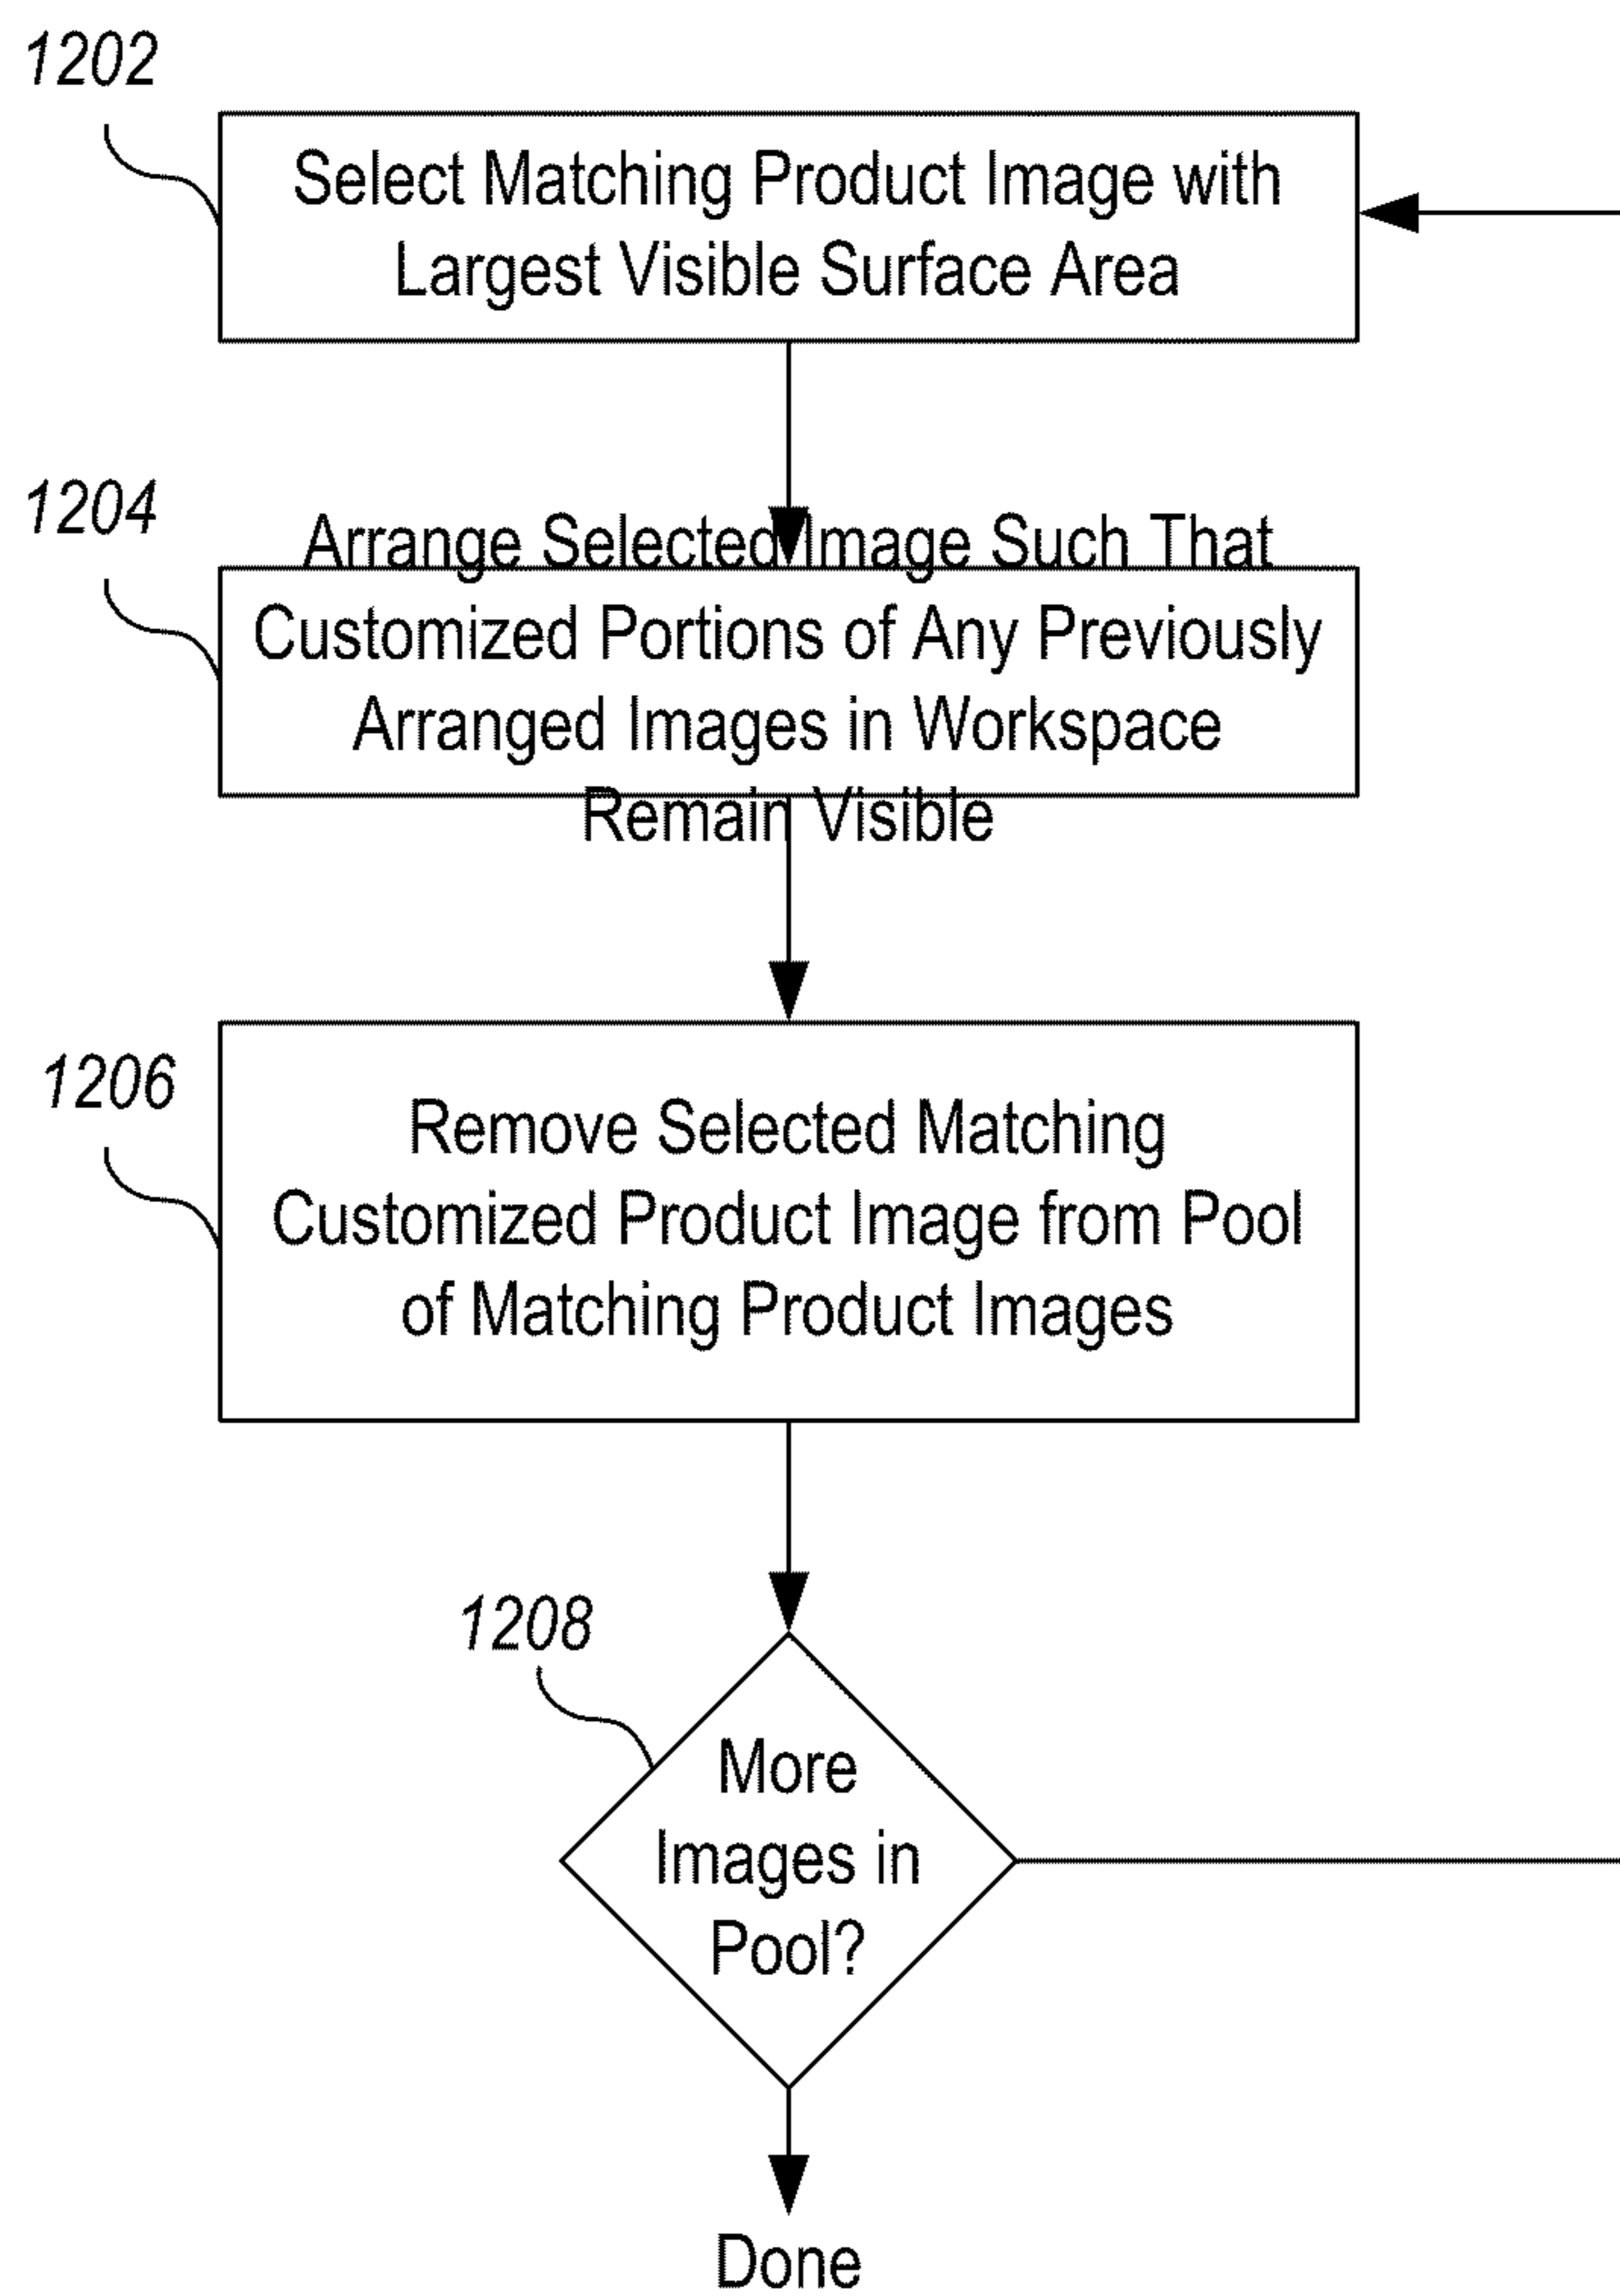 1202
Select Matching Product Image with
Largest Visible Surface Area
1204
Arrange Selected Image Such That
Customized Portions of Any Previously
Arranged Images in Workspace
Remain Visible
1206
Remove Selected Matching
Customized Product Image from Pool
of Matching Product Images
1208
More
Images in
Pool?
Done